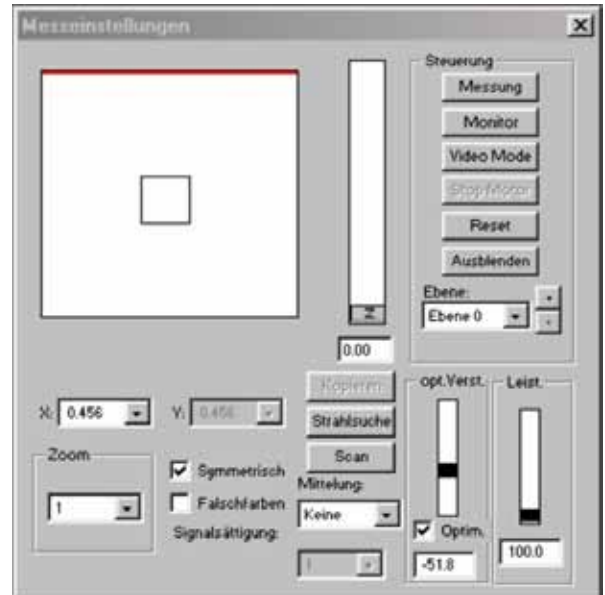 Messeinstellungen
Steuerung
Messung
Monitor
Video Mode
Stop Motor
Reset
Ausblenden
Ebene:
Ebene 0
Z
0.00
X: 0.456
Y: 0.456
Kopieren
Strahlsuche
Scan
Zoom
1
Symmetrisch
Falschfarben
Signalsättigung:
Mittelung:
Keine
1
opt.Verst.
Optim.
-51.8
Leist.
100.0